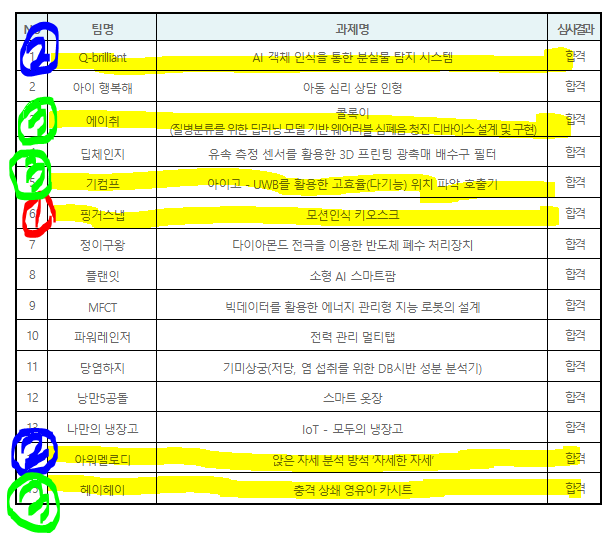 팀명 과제명 심사결과
② Q-brilliant AI 객체 인식을 통한 분실물 탐지 시스템 합격
2 아이 행복해 아동 심리 상담 인형 합격
③ 에이취 콜록이 합격
(질병분류를 위한 딥러닝 모델 기반 웨어러블 심폐음 청진 디바이스 설계 및 구현)
딥체인지 유속 측정 센서를 활용한 3D 프린팅 광촉매 배수구 필터 합격
③ 기컴프 아이고 - UWB를 활용한 고효율(다기능) 위치 파악 호출기 합격
6 ① 핑거스냅 모션인식 키오스크 합격
7 정이구왕 다이아몬드 전극을 이용한 반도체 폐수 처리장치 합격
8 플랜잇 소형 AI 스마트팜 합격
9 MFCT 빅데이터를 활용한 에너지 관리형 지능 로봇의 설계 합격
10 파워레인저 전력 관리 멀티탭 합격
11 당염하지 기미상궁(저당, 염 섭취를 위한 DB시반 성분 분석기) 합격
12 낭만5공돌 스마트 옷장 합격
13 나만의 냉장고 IoT - 모두의 냉장고 합격
② 아워멜로디 앉은 자세 분석 방석 '자세한 자세' 합격
③ 헤이헤이 충격 상쇄 영유아 카시트 합격